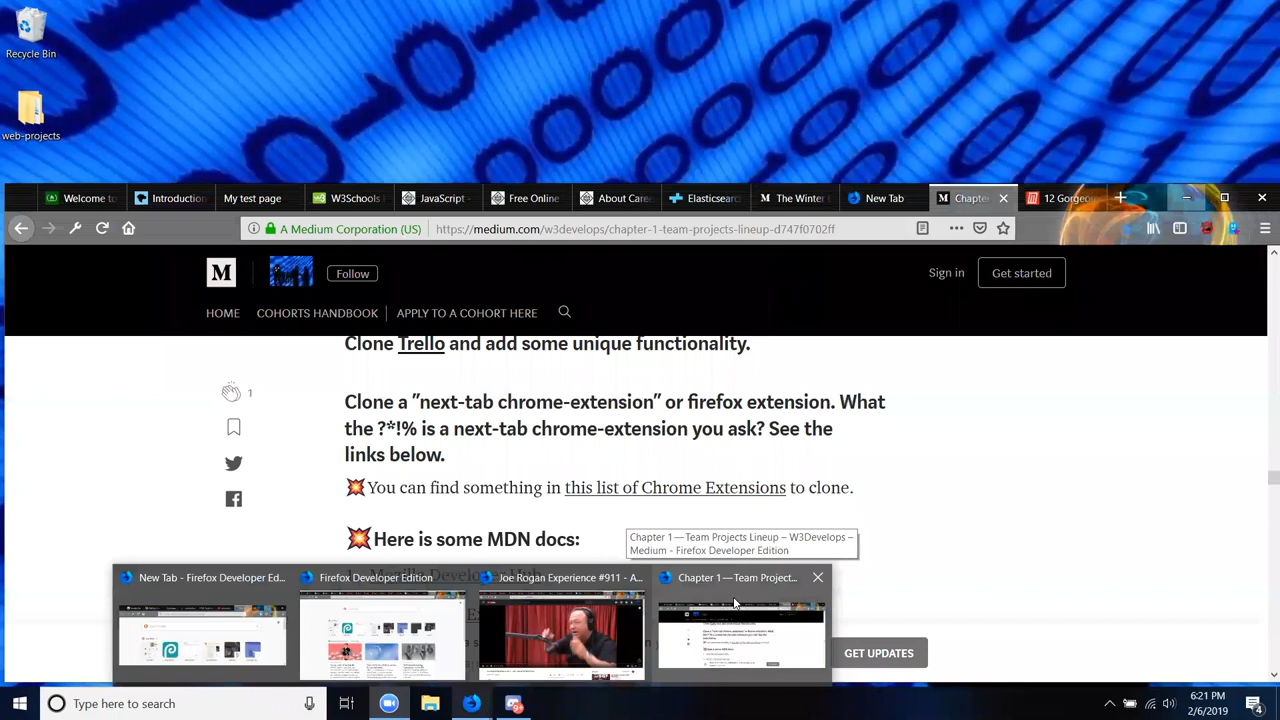 Recycle Bin
web-projects
Welcome to
Introduction
My test page
W3Schools
JavaScript -
Free Online
About Care
Elasticsearc
The Winter
New Tab
Chapter
12 Gorgeo
A Medium Corporation (US)
https://medium.com/w3develops/chapter-1-team-projects-lineup-d747f0702ff
M
Follow
Sign in
Get started
HOME
COHORTS HANDBOOK
APPLY TO A COHORT HERE
Clone Trello and add some unique functionality.
1
Clone a "next-tab chrome-extension" or firefox extension. What
the ?*!% is a next-tab chrome-extension you ask? See the
links below.
💥You can find something in this list of Chrome Extensions to clone.
💥Here is some MDN docs:
Chapter 1 — Team Projects Lineup – W3Develops –
Medium - Firefox Developer Edition
New Tab - Firefox Developer Ed...
Firefox Developer Edition
Joe Rogan Experience #911 - A...
Chapter 1 — Team Project...
GET UPDATES
Type here to search
6:21 PM
2/6/2019
4